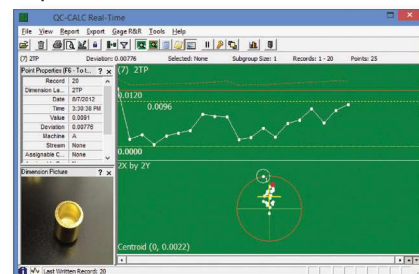 QC-CALC Real-Time
File View Report Export Gage R&R Tools Help
(7) 2TP Deviation: 0.00776 Selected: None Subgroup Size: 1 Records: 1 - 20 Points: 25
Point Properties (F6 - To t... ? x
Record 20
Dimension La... 2TP
Date 8/7/2012
Time 3:30:36 PM
Value 0.0091
Deviation 0.00776
Machine A
Stream None
Assignable C... None
Dimension Picture ? x
(7) 2TP
0.0120
0.0096
0.0000
2X by 2Y
1
Centroid (0, 0.0022)
Last Written Record: 20